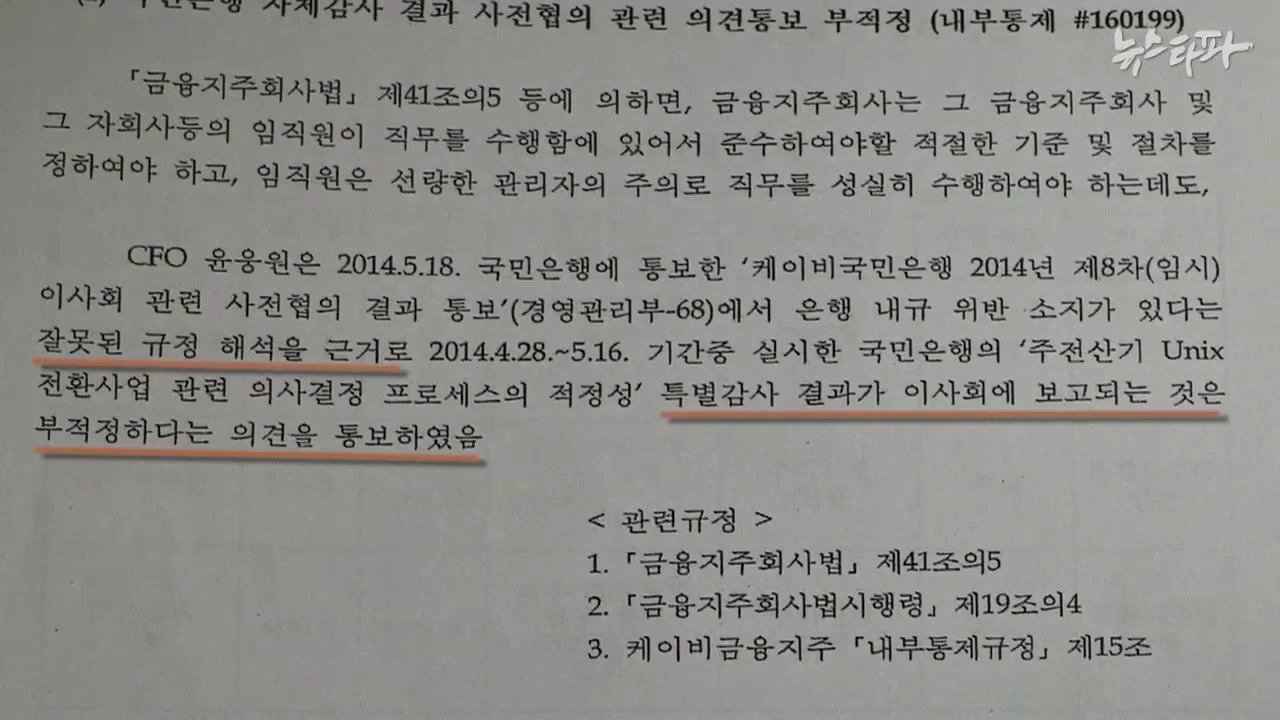 자체감사 결과 사전협의 관련 의견통보 부적정 (내부통제 #160199)
뉴스타파
「금융지주회사법」 제41조의5 등에 의하면, 금융지주회사는 그 금융지주회사 및
그 자회사등의 임직원이 직무를 수행함에 있어서 준수하여야할 적절한 기준 및 절차를
정하여야 하고, 임직원은 선량한 관리자의 주의로 직무를 성실히 수행하여야 하는데도,
CFO 윤웅원은 2014.5.18. 국민은행에 통보한 '케이비국민은행 2014년 제8차(임시)
이사회 관련 사전협의 결과 통보'(경영관리부-68)에서 은행 내규 위반 소지가 있다는
잘못된 규정 해석을 근거로 2014.4.28.~5.16. 기간중 실시한 국민은행의 '주전산기 Unix
전환사업 관련 의사결정 프로세스의 적정성' 특별감사 결과가 이사회에 보고되는 것은
부적정하다는 의견을 통보하였음
< 관련규정 >
1. 「금융지주회사법」 제41조의5
2. 「금융지주회사법시행령」 제19조의4
3. 케이비금융지주 「내부통제규정」 제15조